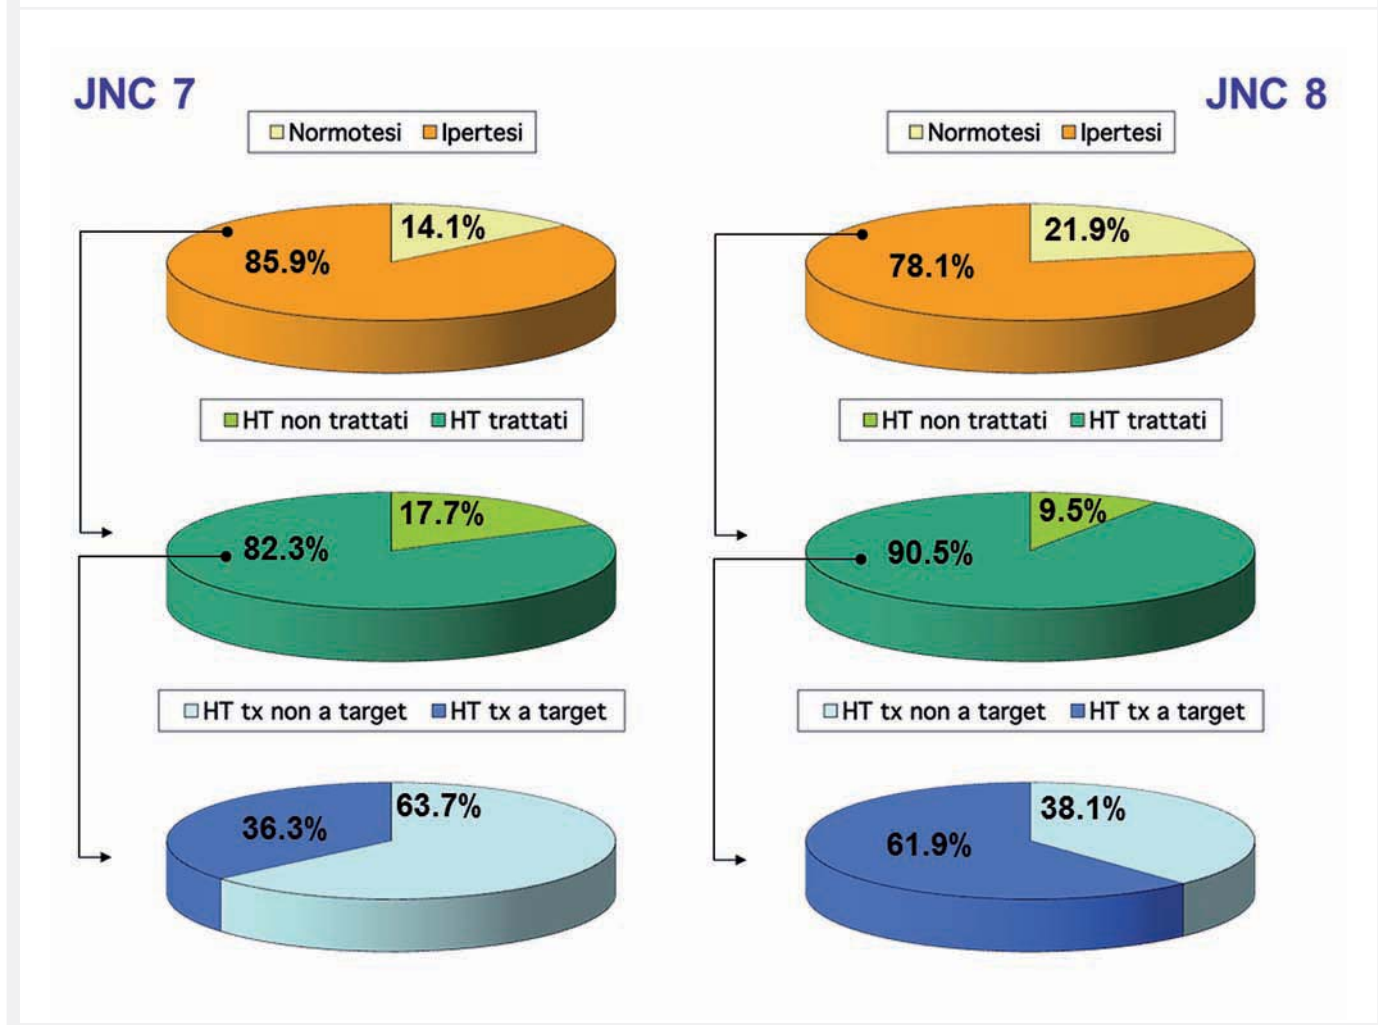 JNC 7
JNC 8
Normotesi Ipertesi
Normotesi Ipertesi
14.1%
85.9%
21.9%
78.1%
HT non trattati HT trattati
HT non trattati HT trattati
17.7%
82.3%
9.5%
90.5%
HT tx non a target HT tx a target
HT tx non a target HT tx a target
63.7%
36.3%
38.1%
61.9%